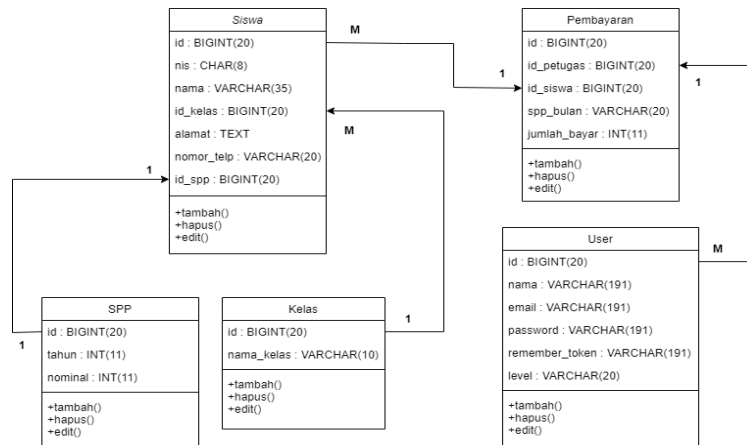 Siswa
id : BIGINT(20)
nis : CHAR(8)
nama : VARCHAR(35)
id_kelas : BIGINT(20)
alamat : TEXT
nomor_telp : VARCHAR(20)
id_spp : BIGINT(20)
+tambah()
+hapus()
+edit()
M
1
Pembayaran
id : BIGINT(20)
id_petugas : BIGINT(20)
id_siswa : BIGINT(20)
spp_bulan : VARCHAR(20)
jumlah_bayar : INT(11)
+tambah()
+hapus()
+edit()
1
M
1
User
id : BIGINT(20)
nama : VARCHAR(191)
email : VARCHAR(191)
password : VARCHAR(191)
remember_token : VARCHAR(191)
level : VARCHAR(20)
+tambah()
+hapus()
+edit()
M
SPP
id : BIGINT(20)
tahun : INT(11)
nominal : INT(11)
+tambah()
+hapus()
+edit()
1
Kelas
id : BIGINT(20)
nama_kelas : VARCHAR(10)
+tambah()
+hapus()
+edit()
1